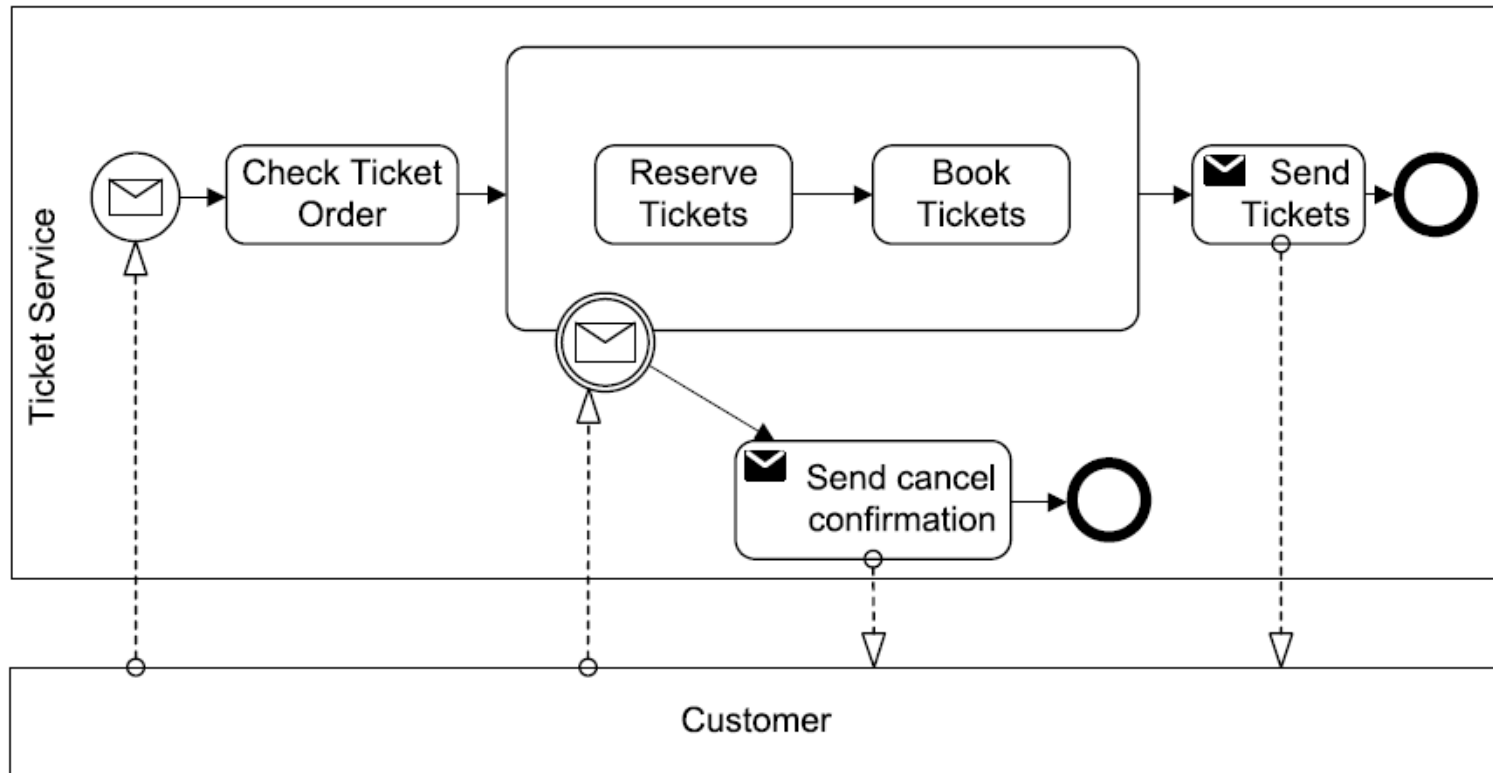 Ticket Service
Check Ticket
Order
Reserve
Tickets
Book
Tickets
Send
Tickets
Send cancel
confirmation
Customer